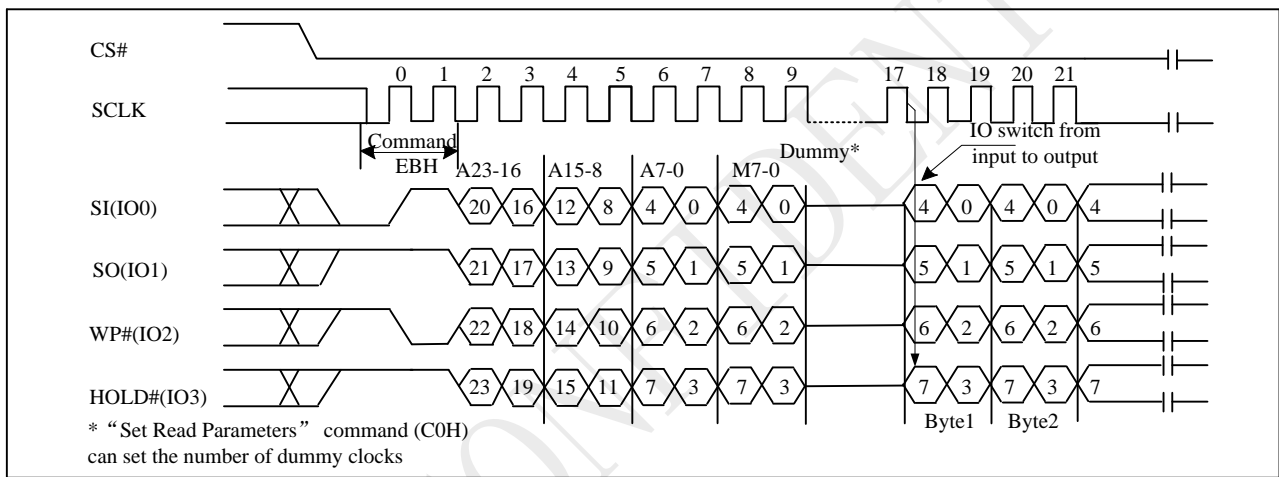 CS#
0 1 2 3 4 5 6 7 8 9 17 18 19 20 21
SCLK
Command
EBH
IO switch from
input to output
Dummy*
A23-16 A15-8 A7-0 M7-0
SI(IO0) 20 16 12 8 4 0 4 0 4 0 4 0 4
SO(IO1) 21 17 13 9 5 1 5 1 5 1 5 1 5
WP#(IO2) 22 18 14 10 6 2 6 2 6 2 6 2 6
HOLD#(IO3) 23 19 15 11 7 3 7 3 7 3 7 3 7
Byte1 Byte2
* “Set Read Parameters” command (C0H)
can set the number of dummy clocks